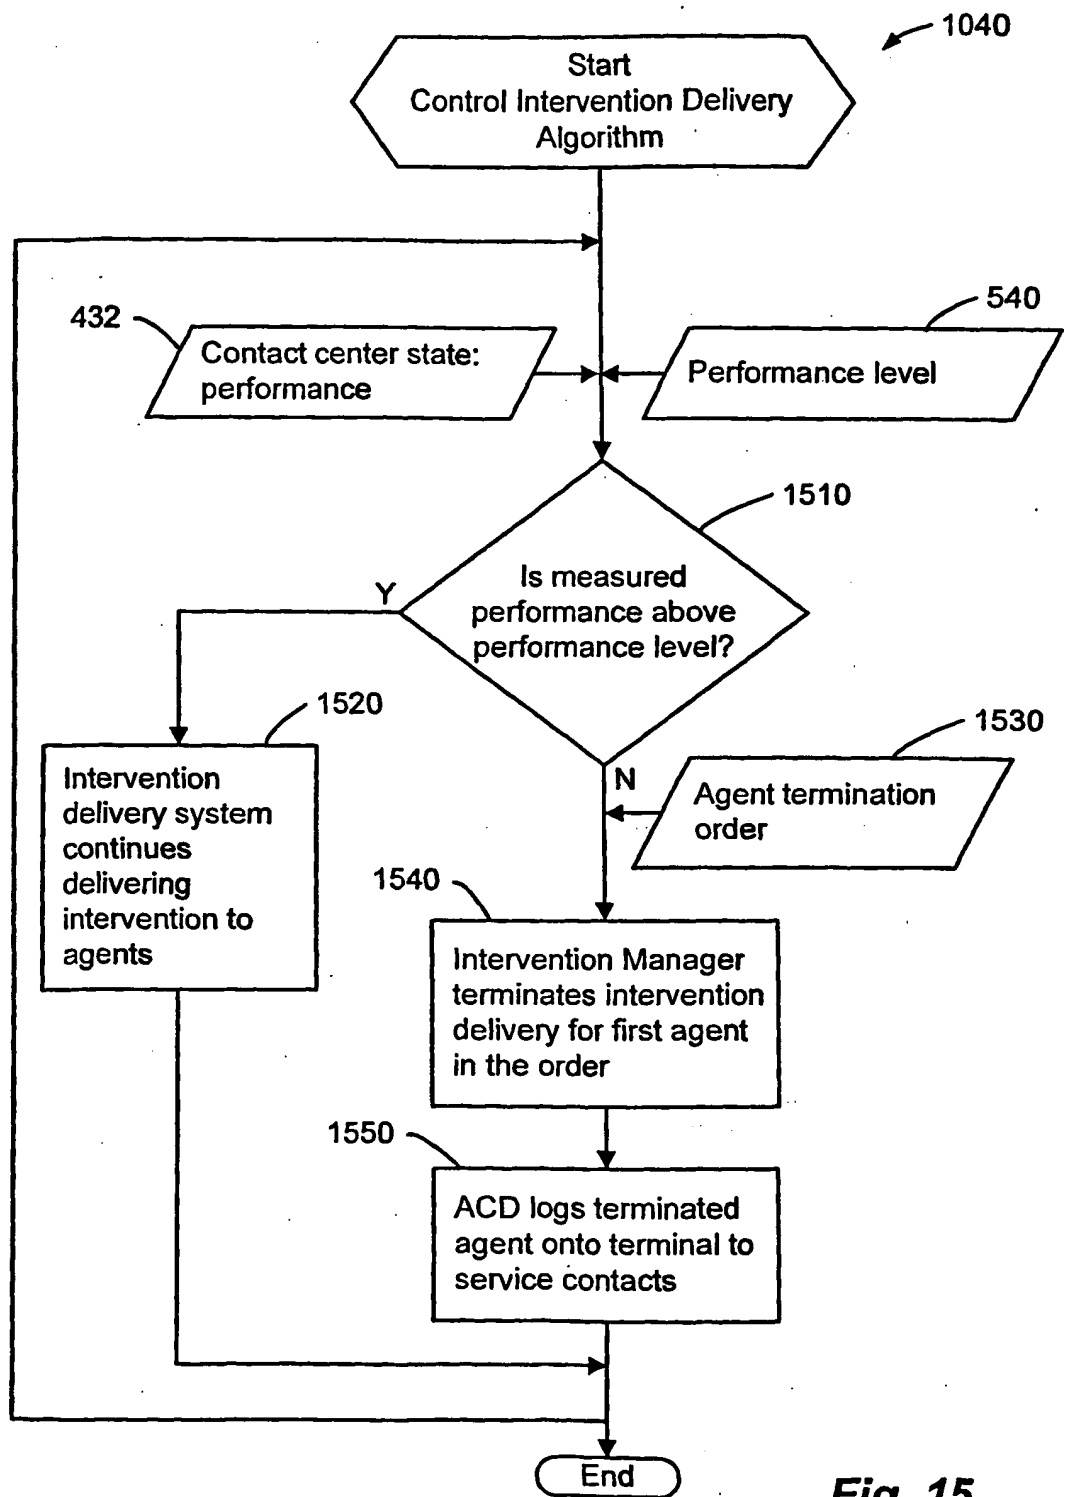 1040
Start
Control Intervention Delivery
Algorithm
432
540
Contact center state:
performance
Performance level
1510
Is measured
performance above
performance level?
Y
1520
N
1530
Intervention
delivery system
continues
delivering
intervention to
agents
Agent termination
order
1540
Intervention Manager
terminates intervention
delivery for first agent
in the order
1550
ACD logs terminated
agent onto terminal to
service contacts
End
Fig. 15